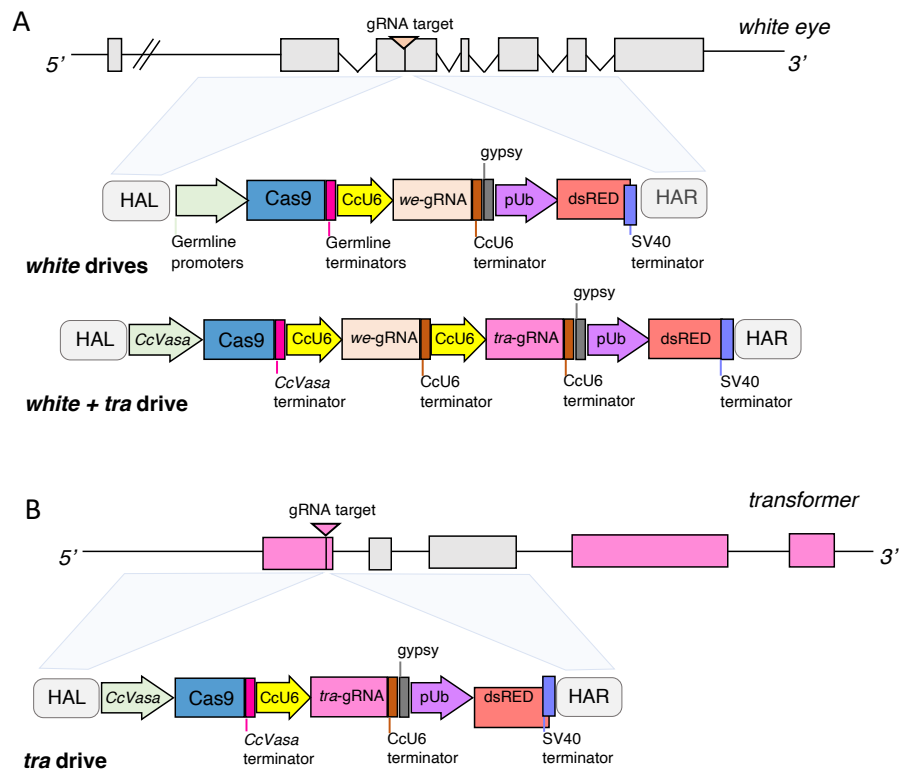 A
gRNA target
white eye
5’
3’
gypsy
HAL
Cas9
CcU6
we-gRNA
pUb
dsRED
HAR
Germline
promoters
Germline
terminators
CcU6
terminator
SV40
terminator
white drives
gypsy
HAL
CcVasa
Cas9
CcU6
we-gRNA
CcU6
tra-gRNA
pUb
dsRED
HAR
CcVasa
terminator
CcU6
terminator
CcU6
terminator
SV40
terminator
white + tra drive
B
transformer
gRNA target
5’
3’
gypsy
HAL
CcVasa
Cas9
CcU6
tra-gRNA
pUb
dsRED
HAR
CcVasa
terminator
CcU6
terminator
SV40
terminator
tra drive